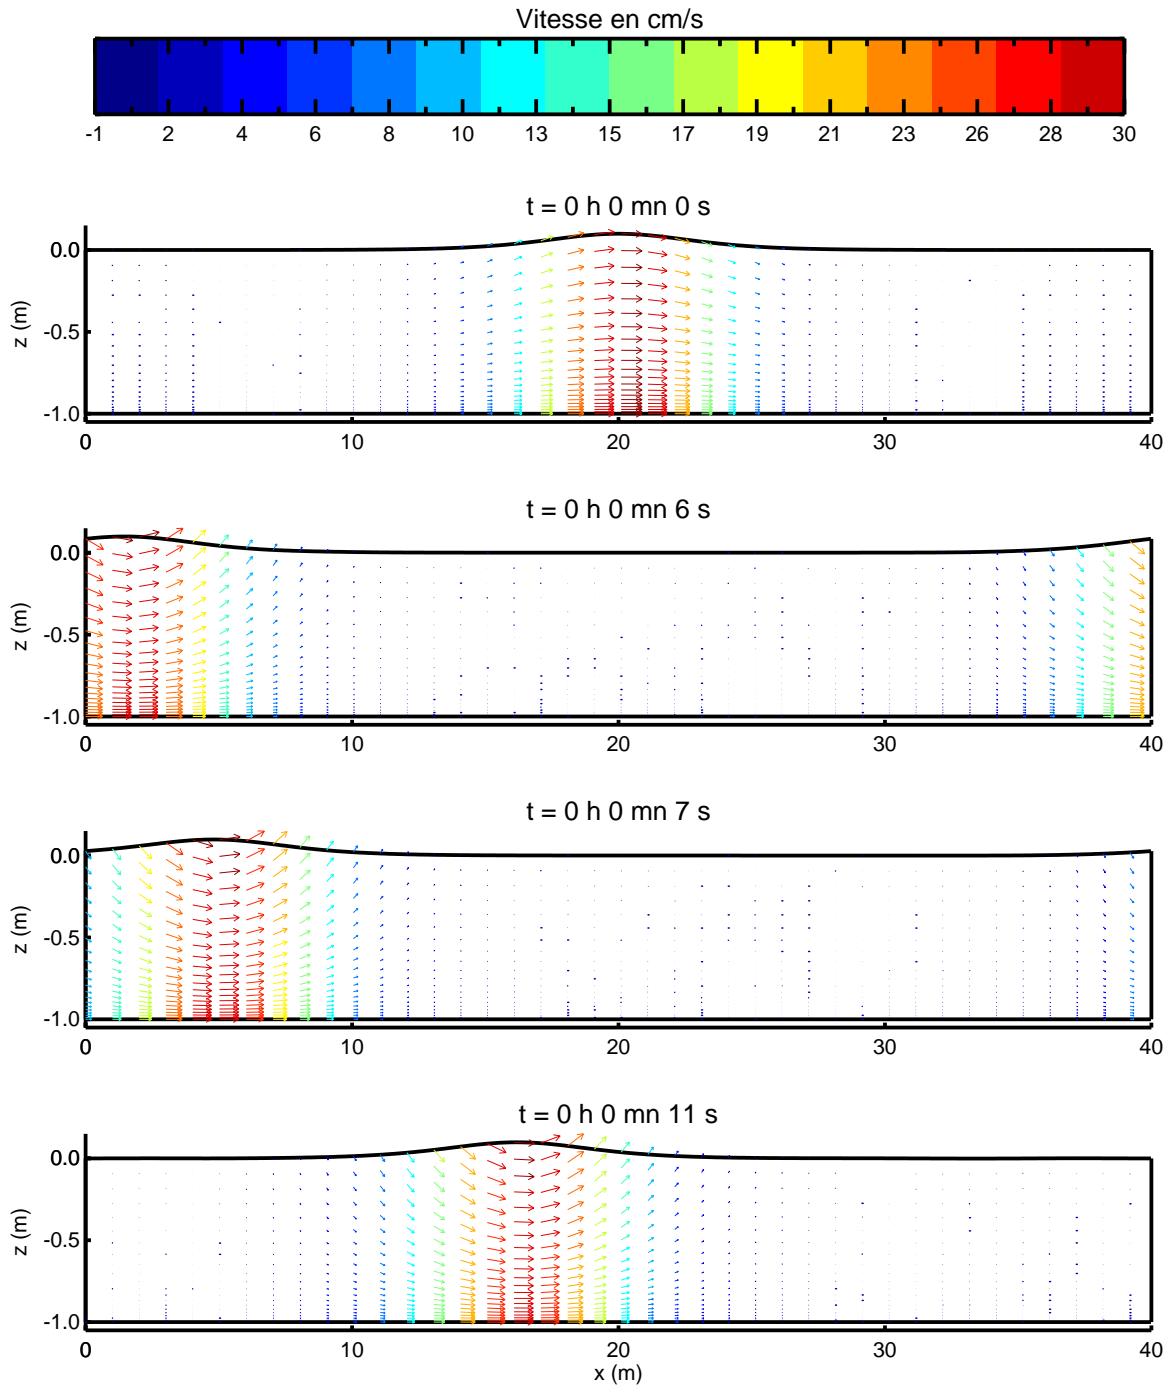 Vitesse en cm/s
-1 2 4 6 8 10 13 15 17 19 21 23 26 28 30
t = 0 h 0 mn 0 s
z (m)
0.0
-0.5
-1.0
0 10 20 30 40
t = 0 h 0 mn 6 s
z (m)
0.0
-0.5
-1.0
0 10 20 30 40
t = 0 h 0 mn 7 s
z (m)
0.0
-0.5
-1.0
0 10 20 30 40
t = 0 h 0 mn 11 s
z (m)
0.0
-0.5
-1.0
0 10 20 30 40
x (m)